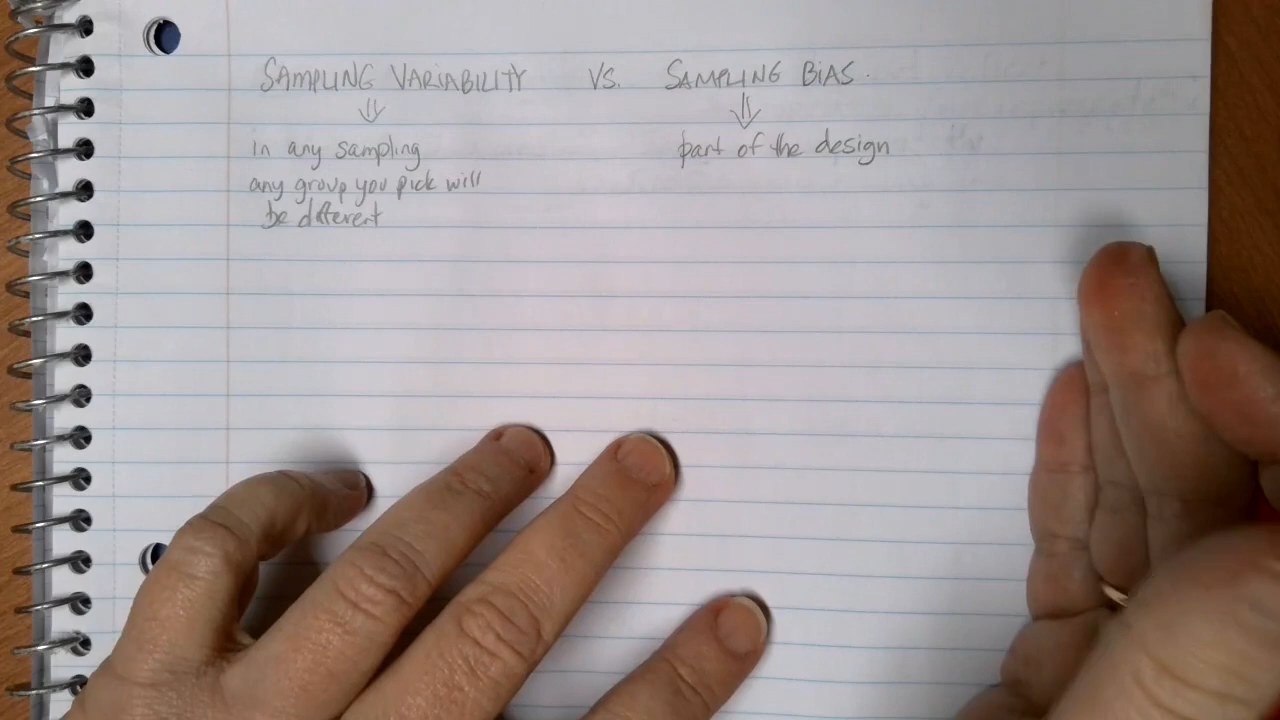 SAMPLING VARIABILITY VS. SAMPLING BIAS.
⇓ ⇓
in any sampling part of the design
any group you pick will
be different